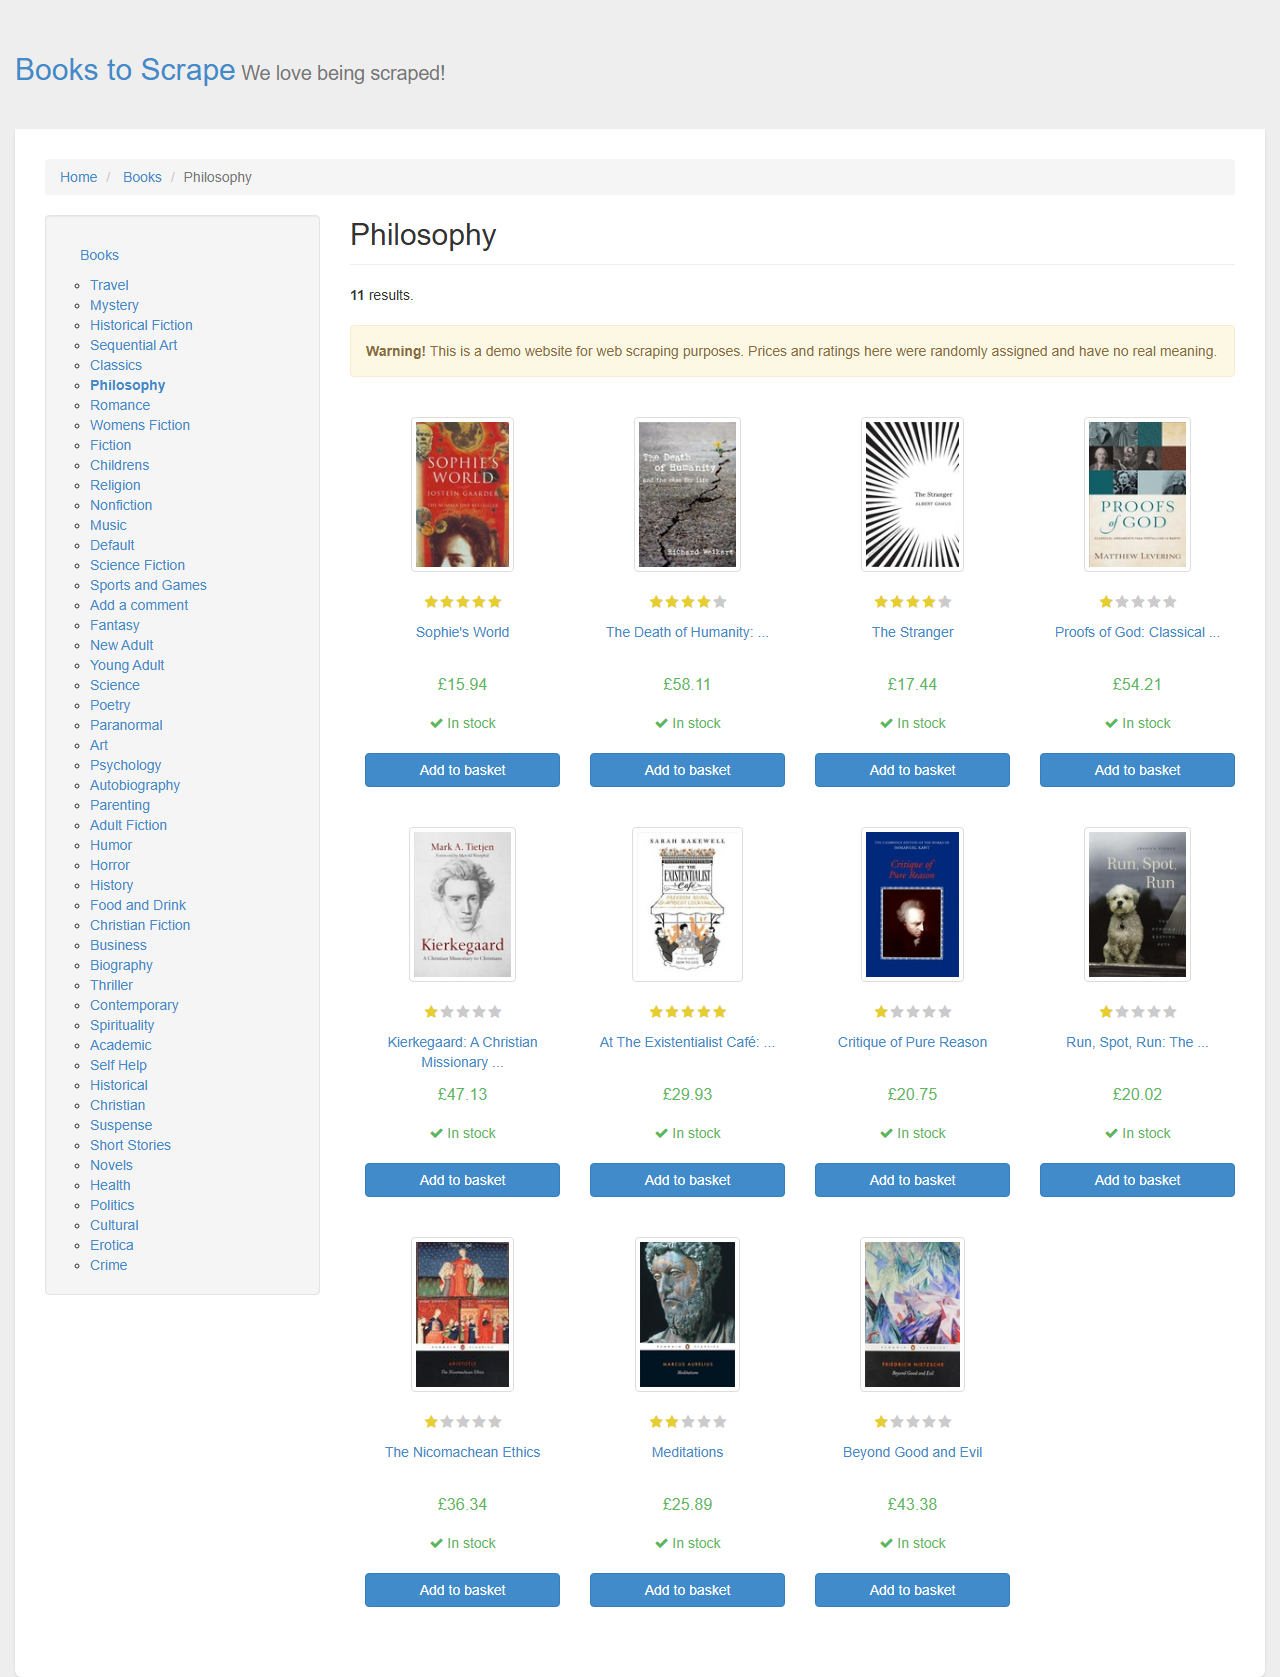 Books to Scrape We love being scraped!
Home / Books / Philosophy
Books
Travel
Mystery
Historical Fiction
Sequential Art
Classics
Philosophy
Romance
Womens Fiction
Fiction
Childrens
Religion
Nonfiction
Music
Default
Science Fiction
Sports and Games
Add a comment
Fantasy
New Adult
Young Adult
Science
Poetry
Paranormal
Art
Psychology
Autobiography
Parenting
Adult Fiction
Humor
Horror
History
Food and Drink
Christian Fiction
Business
Biography
Thriller
Contemporary
Spirituality
Academic
Self Help
Historical
Christian
Suspense
Short Stories
Novels
Health
Politics
Cultural
Erotica
Crime
Philosophy
11 results.
Warning! This is a demo website for web scraping purposes. Prices and ratings here were randomly assigned and have no real meaning.
SOPHIE'S
WORLD
JOSTEIN GAARDER
Sophie's World
£15.94
In stock
Add to basket
The Death
of Humanity
and the case for life
Richard Weikart
The Death of Humanity: ...
£58.11
In stock
Add to basket
The Stranger
ALBERT CAMUS
The Stranger
£17.44
In stock
Add to basket
PROOFS
of GOD
MATTHEW LEVERING
Proofs of God: Classical ...
£54.21
In stock
Add to basket
Mark A. Tietjen
Kierkegaard
A Christian Missionary to Christians
Kierkegaard: A Christian
Missionary ...
£47.13
In stock
Add to basket
SARAH BAKEWELL
AT THE
EXISTENTIALIST
Café
At The Existentialist Café: ...
£29.93
In stock
Add to basket
IMMANUEL KANT
Critique of
Pure Reason
Critique of Pure Reason
£20.75
In stock
Add to basket
Run, Spot,
Run
Run, Spot, Run: The ...
£20.02
In stock
Add to basket
PENGUIN CLASSICS
ARISTOTLE
The Nicomachean Ethics
The Nicomachean Ethics
£36.34
In stock
Add to basket
PENGUIN CLASSICS
MARCUS AURELIUS
Meditations
Meditations
£25.89
In stock
Add to basket
PENGUIN CLASSICS
FRIEDRICH NIETZSCHE
Beyond Good and Evil
Beyond Good and Evil
£43.38
In stock
Add to basket